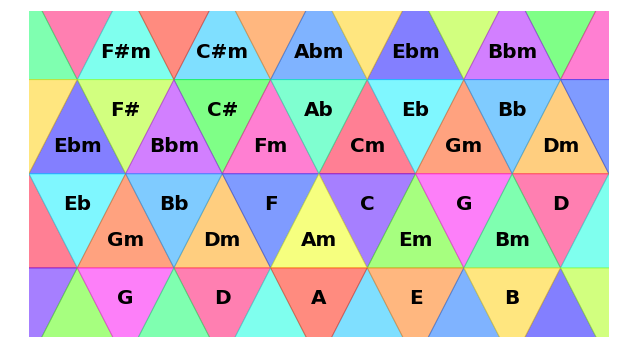 F#m C#m Abm Ebm Bbm
F# C# Ab Eb Bb
Ebm Bbm Fm Cm Gm Dm
Eb Bb F C G D
Gm Dm Am Em Bm
G D A E B